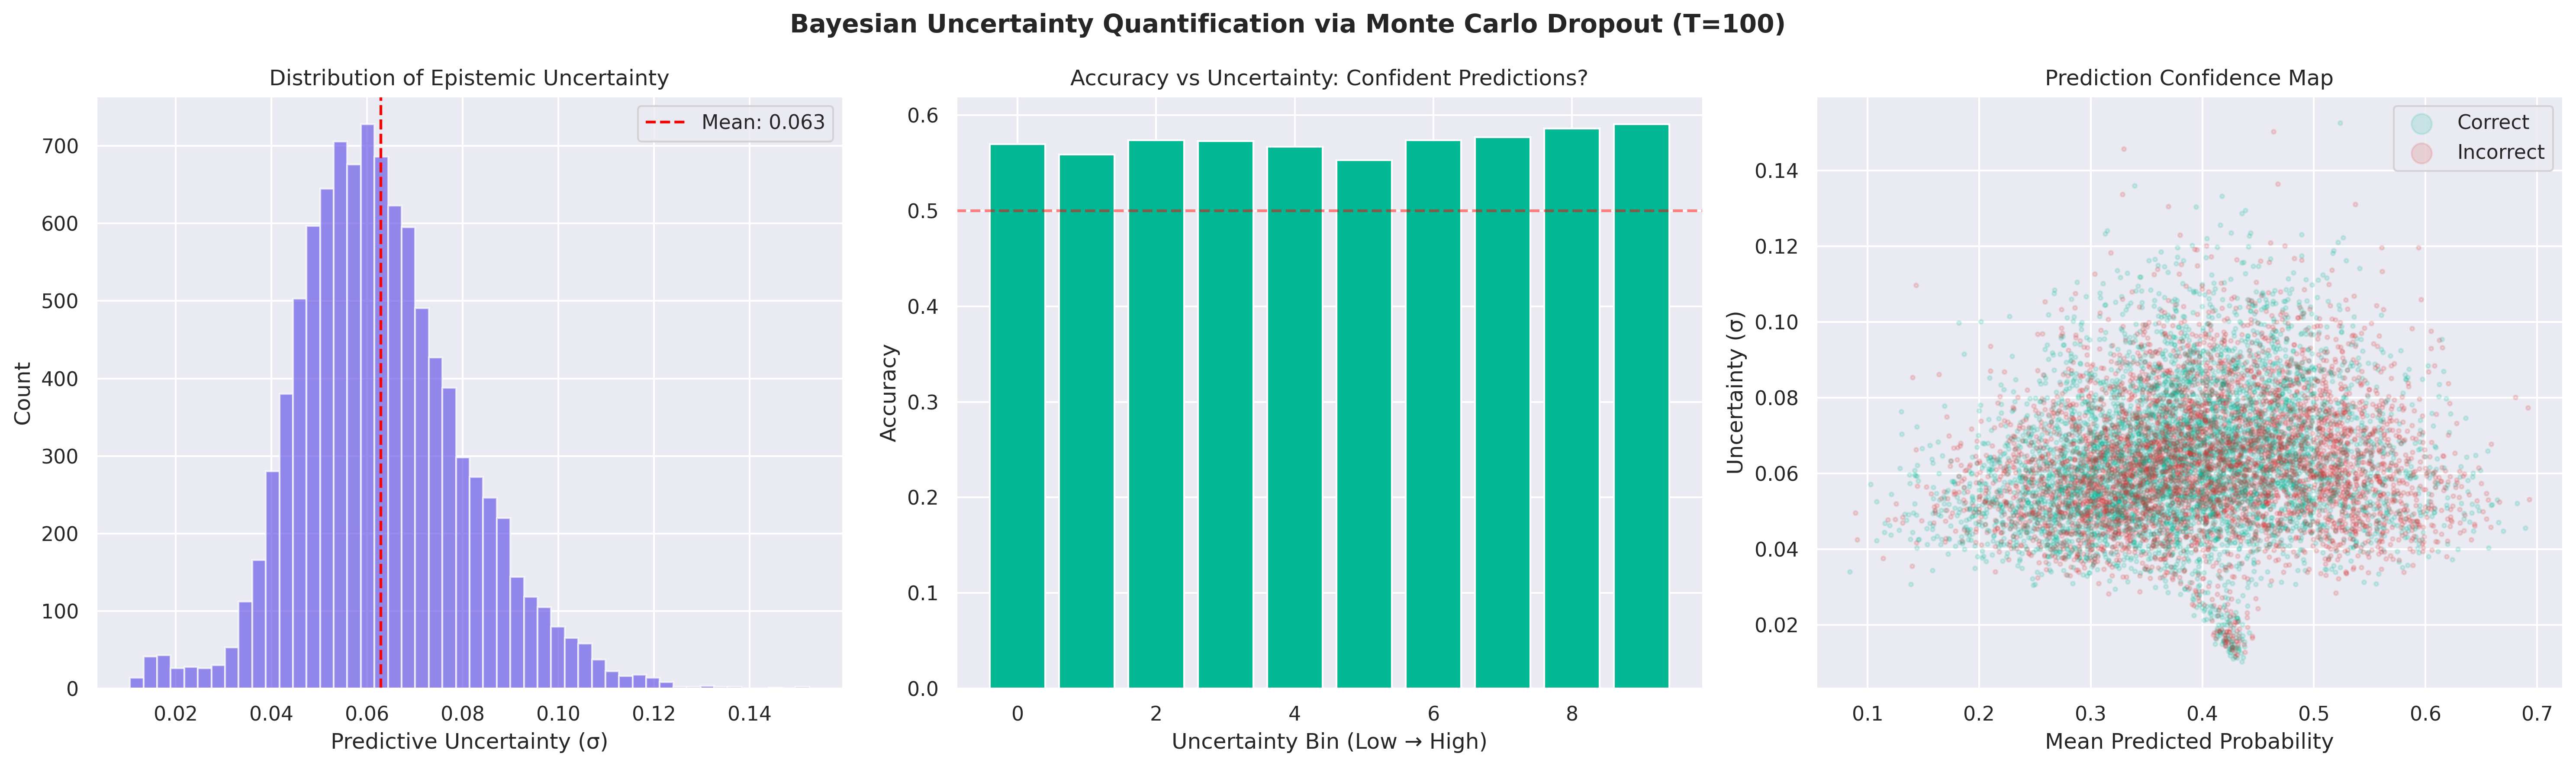 Bayesian Uncertainty Quantification via Monte Carlo Dropout (T=100)
Distribution of Epistemic Uncertainty
Mean: 0.063
Count
700
600
500
400
300
200
100
0
0.02 0.04 0.06 0.08 0.10 0.12 0.14
Predictive Uncertainty (σ)
Accuracy vs Uncertainty: Confident Predictions?
Accuracy
0.6
0.5
0.4
0.3
0.2
0.1
0.0
0 2 4 6 8
Uncertainty Bin (Low → High)
Prediction Confidence Map
Correct
Incorrect
Uncertainty (σ)
0.14
0.12
0.10
0.08
0.06
0.04
0.02
0.1 0.2 0.3 0.4 0.5 0.6 0.7
Mean Predicted Probability